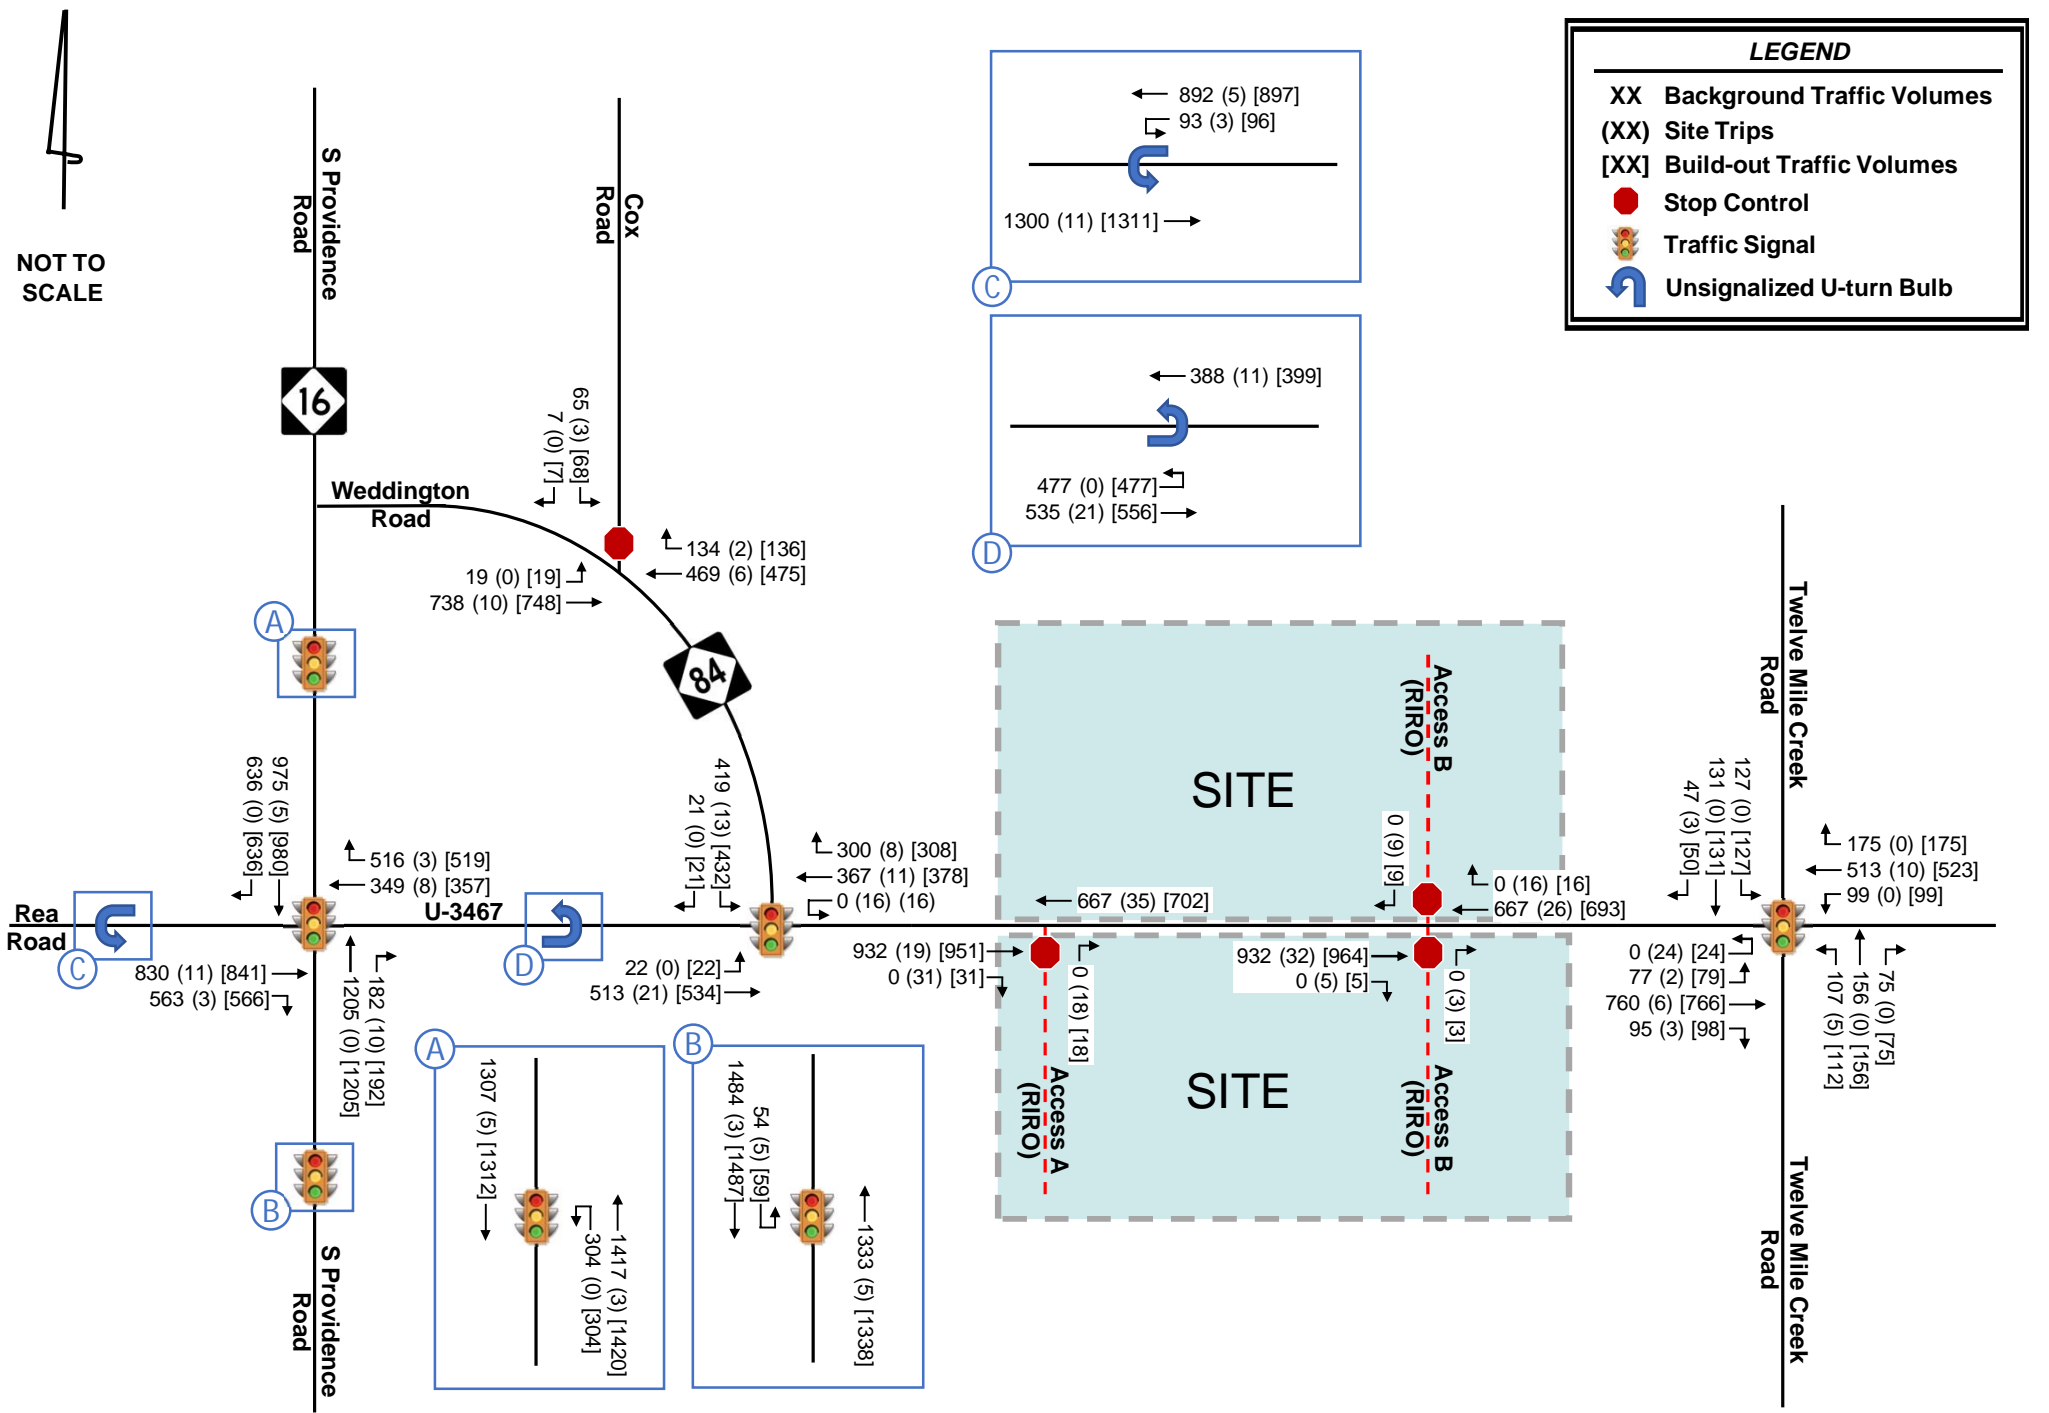 LEGEND
XX Background Traffic Volumes
(XX) Site Trips
[XX] Build-out Traffic Volumes
Stop Control
Traffic Signal
Unsignalized U-turn Bulb
NOT TO
SCALE
S Providence
Road
16
Cox
Road
892 (5) [897]
93 (3) [96]
1300 (11) [1311]
C
388 (11) [399]
477 (0) [477]
535 (21) [556]
D
Weddington
Road
65 (3) [68]
7 (0) [7]
134 (2) [136]
469 (6) [475]
19 (0) [19]
738 (10) [748]
84
A
975 (5) [980]
636 (0) [636]
516 (3) [519]
349 (8) [357]
U-3467
Rea
Road
C
830 (11) [841]
563 (3) [566]
182 (10) [192]
1205 (0) [1205]
D
419 (13) [432]
21 (0) [21]
300 (8) [308]
367 (11) [378]
0 (16) (16)
22 (0) [22]
513 (21) [534]
SITE
Access B
(RIRO)
667 (35) [702]
0 (9) [9]
0 (16) [16]
667 (26) [693]
932 (19) [951]
0 (31) [31]
0 (18) [18]
932 (32) [964]
0 (5) [5]
0 (3) [3]
SITE
Access A
(RIRO)
Access B
(RIRO)
Twelve Mile Creek
Road
127 (0) [127]
131 (0) [131]
47 (3) [50]
175 (0) [175]
513 (10) [523]
99 (0) [99]
0 (24) [24]
77 (2) [79]
760 (6) [766]
95 (3) [98]
75 (0) [75]
156 (0) [156]
107 (5) [112]
Twelve Mile Creek
Road
B
S Providence
Road
A
1307 (5) [1312]
1417 (3) [1420]
304 (0) [304]
B
54 (5) [59]
1484 (3) [1487]
1333 (5) [1338]